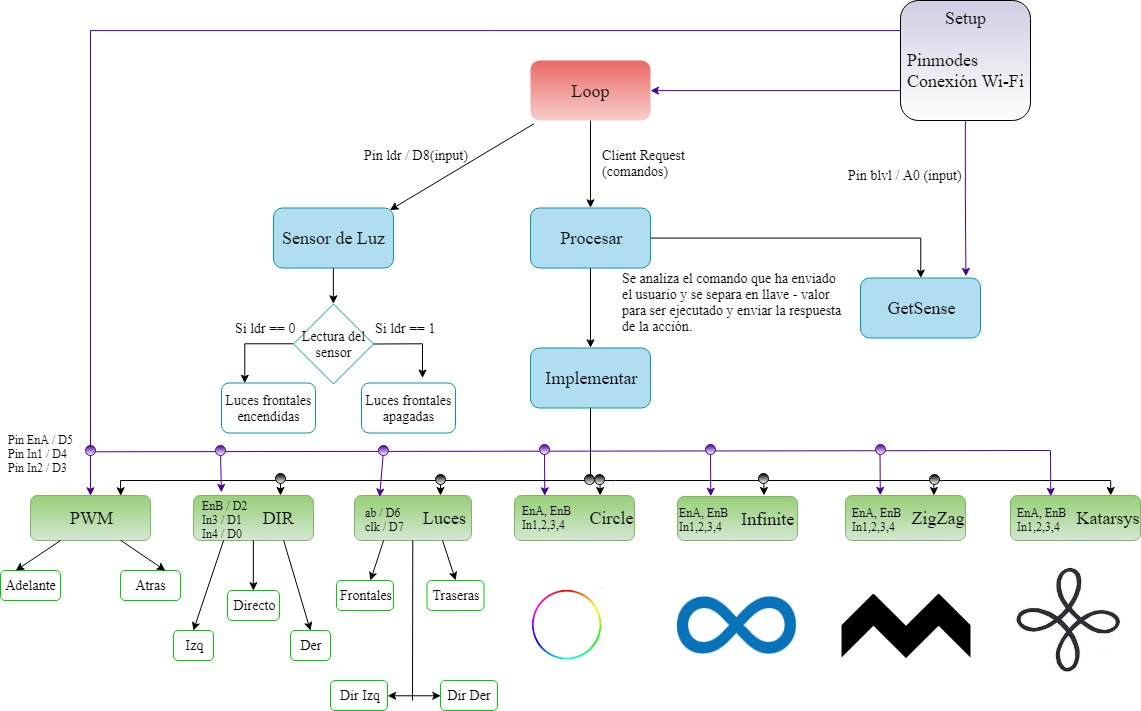 Setup
Pinmodes
Conexión Wi-Fi
Loop
Pin ldr / D8(input)
Client Request
(comandos)
Pin blvl / A0 (input)
Sensor de Luz
Procesar
Se analiza el comando que ha enviado
el usuario y se separa en llave - valor
para ser ejecutado y enviar la respuesta
de la acción.
GetSense
Si ldr == 0
Si ldr == 1
Lectura del
sensor
Luces frontales
encendidas
Luces frontales
apagadas
Implementar
Pin EnA / D5
Pin In1 / D4
Pin In2 / D3
PWM
EnB / D2
In3 / D1
In4 / D0
DIR
ab / D6
clk / D7
Luces
EnA, EnB
In1,2,3,4
Circle
EnA, EnB
In1,2,3,4
Infinite
EnA, EnB
In1,2,3,4
ZigZag
EnA, EnB
In1,2,3,4
Katarsys
Adelante
Atras
Directo
Izq
Der
Frontales
Traseras
Dir Izq
Dir Der